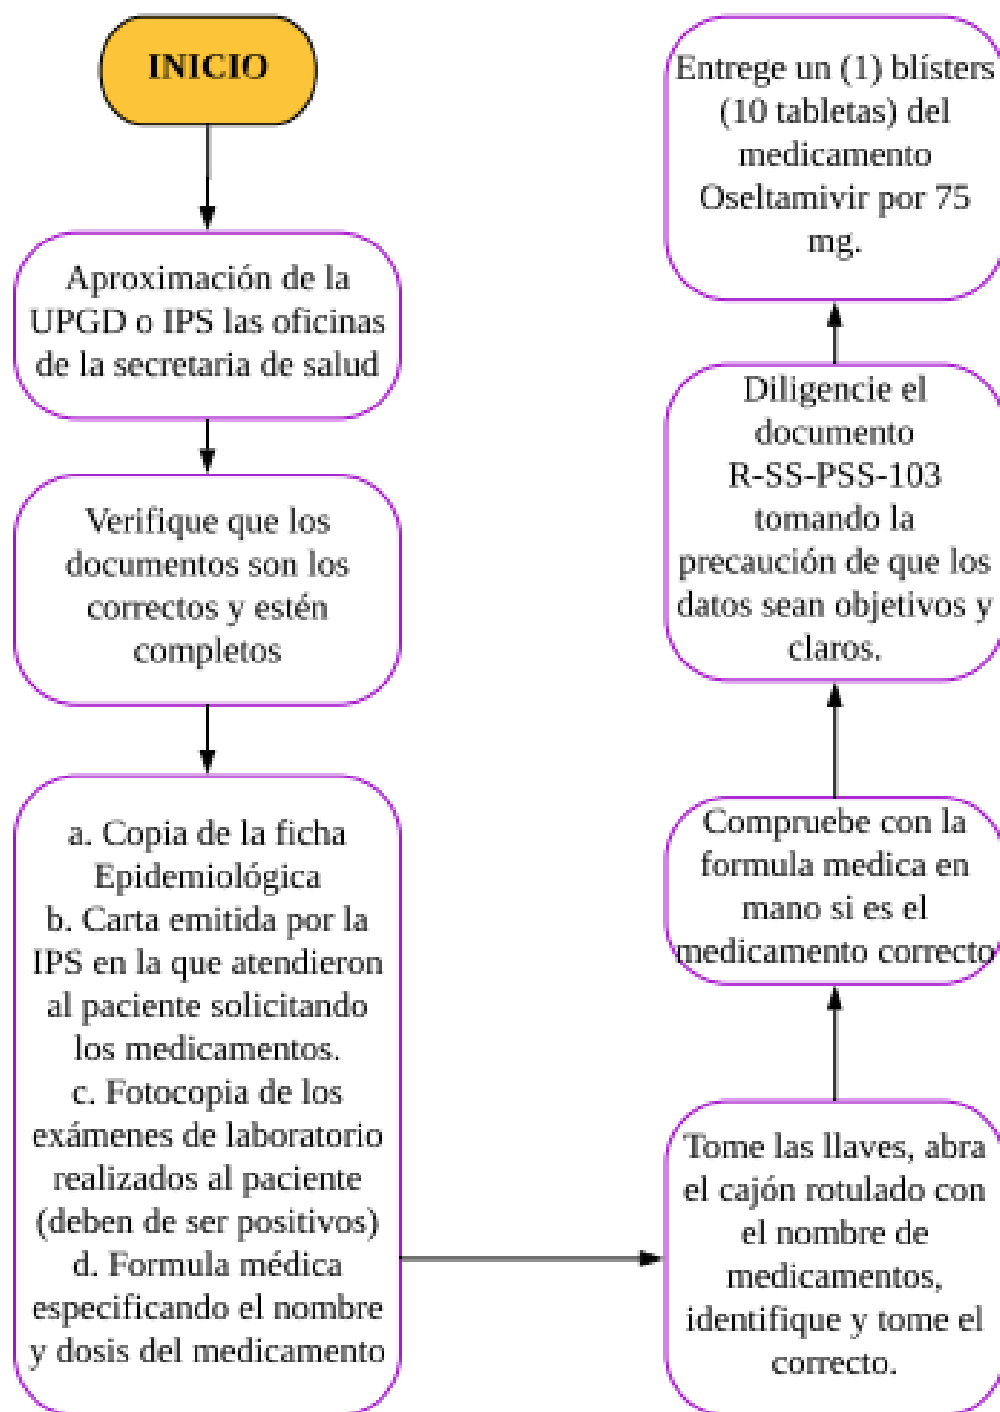 INICIO
Aproximación de la
UPGD o IPS las oficinas
de la secretaria de salud
Verifique que los
documentos son los
correctos y estén
completos
a. Copia de la ficha
Epidemiológica
b. Carta emitida por la
IPS en la que atendieron
al paciente solicitando
los medicamentos.
c. Fotocopia de los
exámenes de laboratorio
realizados al paciente
(deben de ser positivos)
d. Formula médica
especificando el nombre
y dosis del medicamento
Tome las llaves, abra
el cajón rotulado con
el nombre de
medicamentos,
identifique y tome el
correcto.
Compruebe con la
formula medica en
mano si es el
medicamento correcto
Diligencie el
documento
R-SS-PSS-103
tomando la
precaución de que los
datos sean objetivos y
claros.
Entrege un (1) blísters
(10 tabletas) del
medicamento
Oseltamivir por 75
mg.